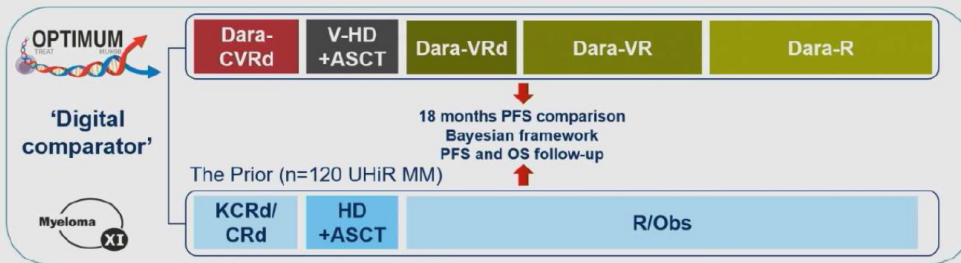 OPTIMUM
TREAT MUK9B
'Digital
comparator'
Myeloma
XI
Dara-
CVRd
V-HD
+ASCT
Dara-VRd
Dara-VR
Dara-R
18 months PFS comparison
Bayesian framework
PFS and OS follow-up
The Prior (n=120 UHiR MM)
KCRd/
CRd
HD
+ASCT
R/Obs